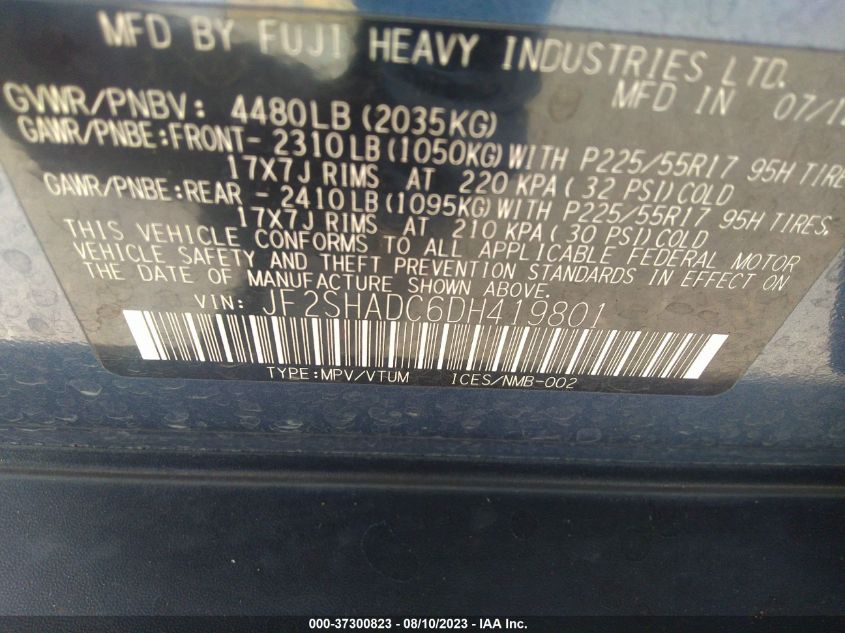 MFD BY FUJI HEAVY INDUSTRIES LTD.
MFD IN 07/12
GVWR/PNBV: 4480LB (2035KG)
GAWR/PNBE:FRONT- 2310LB (1050KG) WITH P225/55R17 95H TIRE
17X7J RIMS AT 220 KPA ( 32 PSI) COLD
GAWR/PNBE:REAR - 2410LB (1095KG) WITH P225/55R17 95H TIRES,
17X7J RIMS AT 210 KPA ( 30 PSI) COLD
THIS VEHICLE CONFORMS TO ALL APPLICABLE FEDERAL MOTOR
VEHICLE SAFETY AND THEFT PREVENTION STANDARDS IN EFFECT ON
THE DATE OF MANUFACTURE SHOWN ABOVE.
VIN: JF2SHADC6DH419801
TYPE:MPV/VTUM ICES/NMB-002
000-37300823 - 08/10/2023 - IAA Inc.